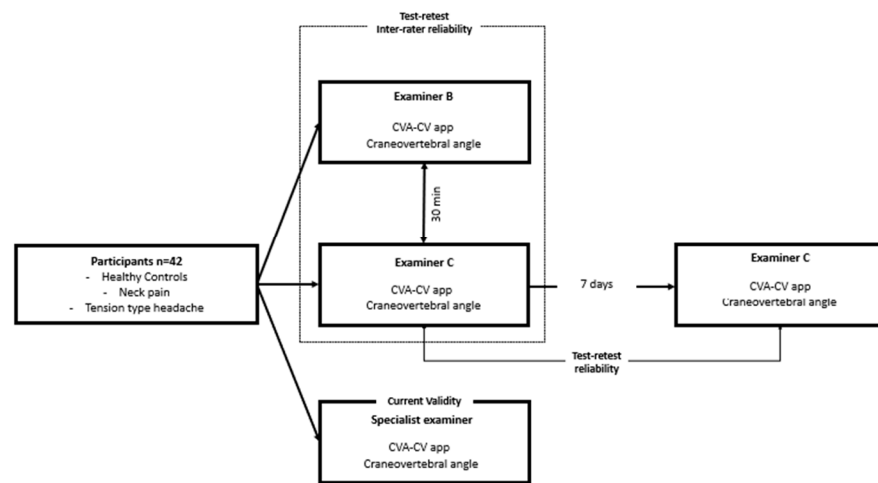 Test-retest
Inter-rater reliability
Examiner B
CVA-CV app
Craneovertebral angle
30 min
Participants n=42
- Healthy Controls
- Neck pain
- Tension type headache
Examiner C
CVA-CV app
Craneovertebral angle
7 days
Examiner C
CVA-CV app
Craneovertebral angle
Test-retest
reliability
Current Validity
Specialist examiner
CVA-CV app
Craneovertebral angle